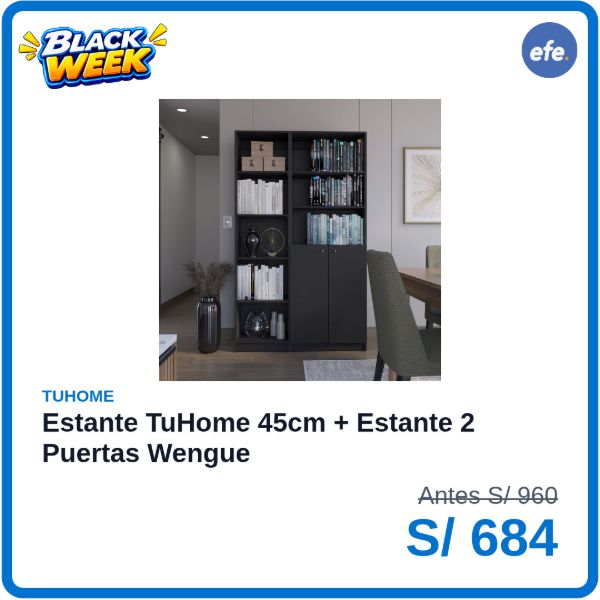 BLACK
WEEK
efe.
TUHOME
Estante TuHome 45cm + Estante 2
Puertas Wengue
Antes S/ 960
S/ 684